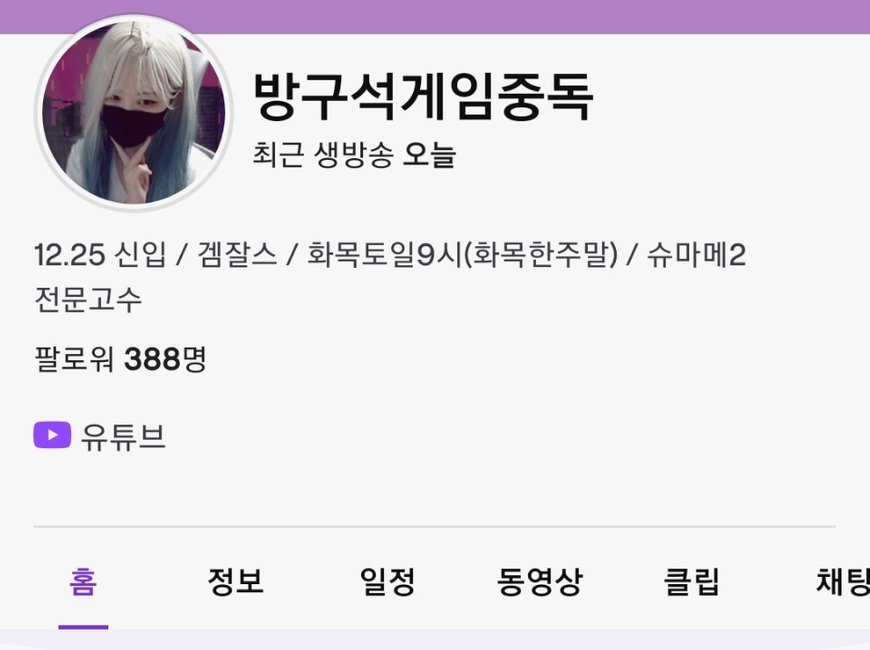 방구석게임중독
최근 생방송 오늘
12.25 신입 / 겜잘스 / 화목토일9시(화목한주말) / 슈마메2
전문고수
팔로워 388명
유튜브
홈 정보 일정 동영상 클립 채팅